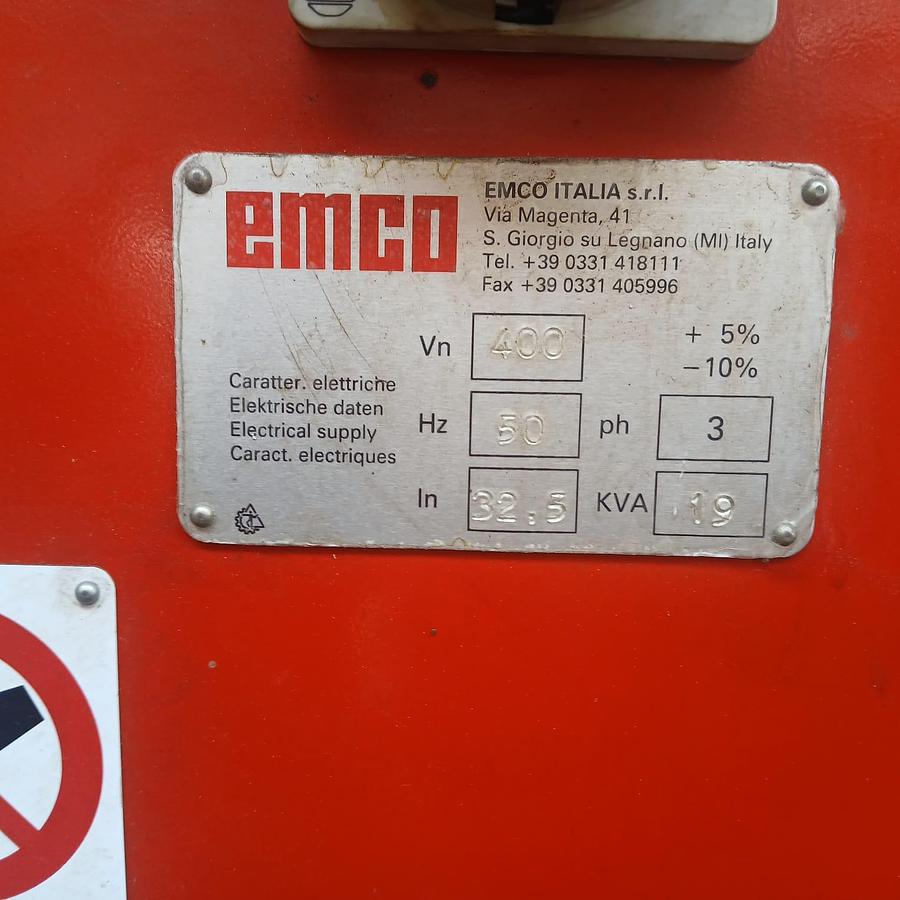 emco
EMCO ITALIA s.r.l.
Via Magenta, 41
S. Giorgio su Legnano (MI) Italy
Tel. +39 0331 418111
Fax +39 0331 405996
Vn 400 + 5%
−10%
Caratter. elettriche
Elektrische daten
Electrical supply
Caract. electriques
Hz 50 ph 3
In 32.5 KVA 19